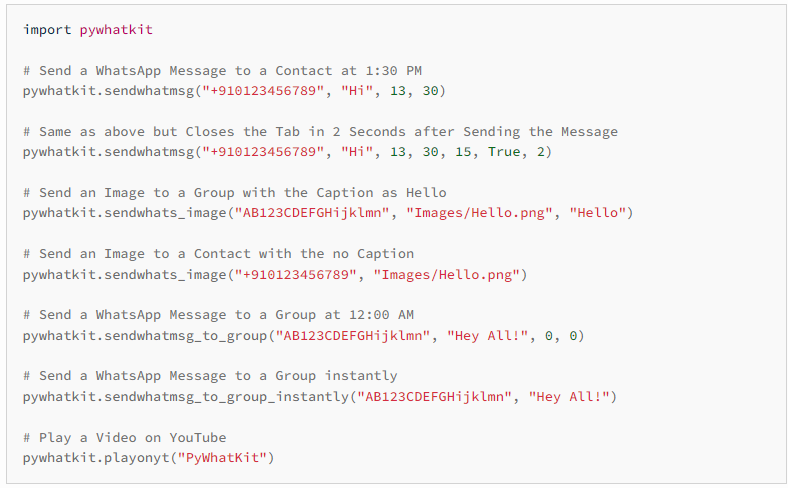 import pywhatkit
# Send a WhatsApp Message to a Contact at 1:30 PM
pywhatkit.sendwhatmsg("+910123456789", "Hi", 13, 30)
# Same as above but Closes the Tab in 2 Seconds after Sending the Message
pywhatkit.sendwhatmsg("+910123456789", "Hi", 13, 30, 15, True, 2)
# Send an Image to a Group with the Caption as Hello
pywhatkit.sendwhats_image("AB123CDEFGHijklmn", "Images/Hello.png", "Hello")
# Send an Image to a Contact with the no Caption
pywhatkit.sendwhats_image("+910123456789", "Images/Hello.png")
# Send a WhatsApp Message to a Group at 12:00 AM
pywhatkit.sendwhatmsg_to_group("AB123CDEFGHijklmn", "Hey All!", 0, 0)
# Send a WhatsApp Message to a Group instantly
pywhatkit.sendwhatmsg_to_group_instantly("AB123CDEFGHijklmn", "Hey All!")
# Play a Video on YouTube
pywhatkit.playonyt("PyWhatKit")